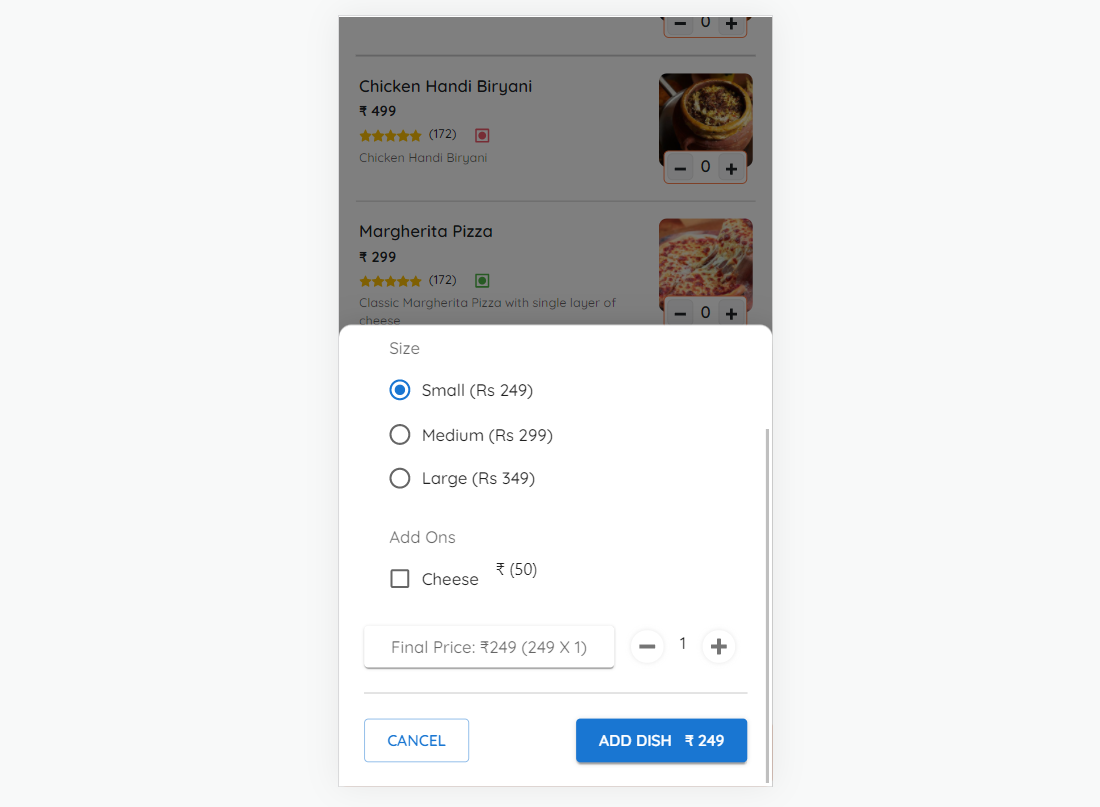 0
Chicken Handi Biryani
₹ 499
(172)
Chicken Handi Biryani
0
Margherita Pizza
₹ 299
(172)
Classic Margherita Pizza with single layer of
cheese
0
Size
Small (Rs 249)
Medium (Rs 299)
Large (Rs 349)
Add Ons
Cheese ₹ (50)
Final Price: ₹249 (249 X 1) 1
CANCEL ADD DISH ₹ 249